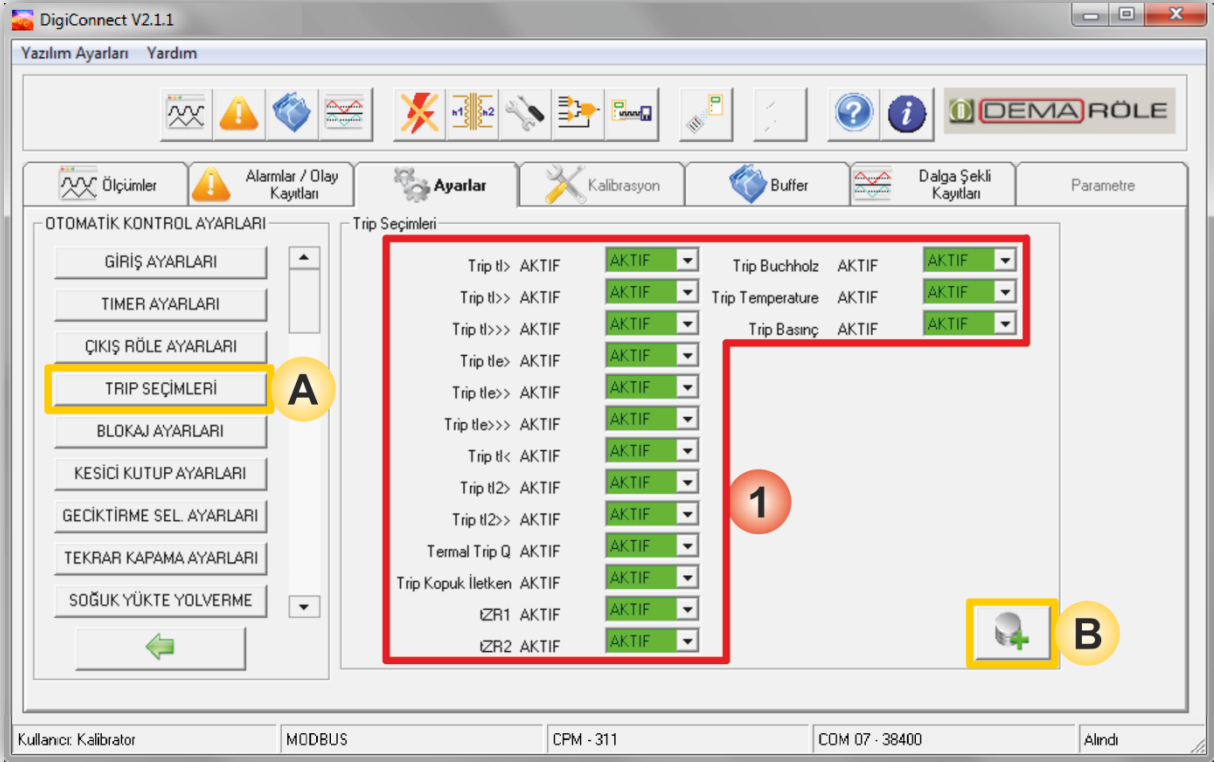 DigiConnect V2.1.1
Yazılım Ayarları Yardım
h1 h2
DEMA RÖLE
Ölçümler
Alarmlar / Olay
Kayıtları
Ayarlar
Kalibrasyon
Buffer
Dalga Şekli
Kayıtları
Parametre
OTOMATİK KONTROL AYARLARI
GİRİŞ AYARLARI
TIMER AYARLARI
ÇIKIŞ RÖLE AYARLARI
TRIP SEÇİMLERİ
A
BLOKAJ AYARLARI
KESİCİ KUTUP AYARLARI
GECİKTİRME SEL. AYARLARI
TEKRAR KAPAMA AYARLARI
SOĞUK YÜKTE YOLVERME
Trip Seçimleri
Trip tI> AKTIF AKTIF
Trip tI>> AKTIF AKTIF
Trip tI>>> AKTIF AKTIF
Trip tIe> AKTIF AKTIF
Trip tIe>> AKTIF AKTIF
Trip tIe>>> AKTIF AKTIF
Trip tI< AKTIF AKTIF
Trip tI2> AKTIF AKTIF
Trip tI2>> AKTIF AKTIF
Termal Trip Q AKTIF AKTIF
Trip Kopuk İletken AKTIF AKTIF
tZR1 AKTIF AKTIF
tZR2 AKTIF AKTIF
Trip Buchholz AKTIF AKTIF
Trip Temperature AKTIF AKTIF
Trip Basınç AKTIF AKTIF
1
B
Kullanıcı: Kalibrator MODBUS CPM - 311 COM 07 - 38400 Alındı